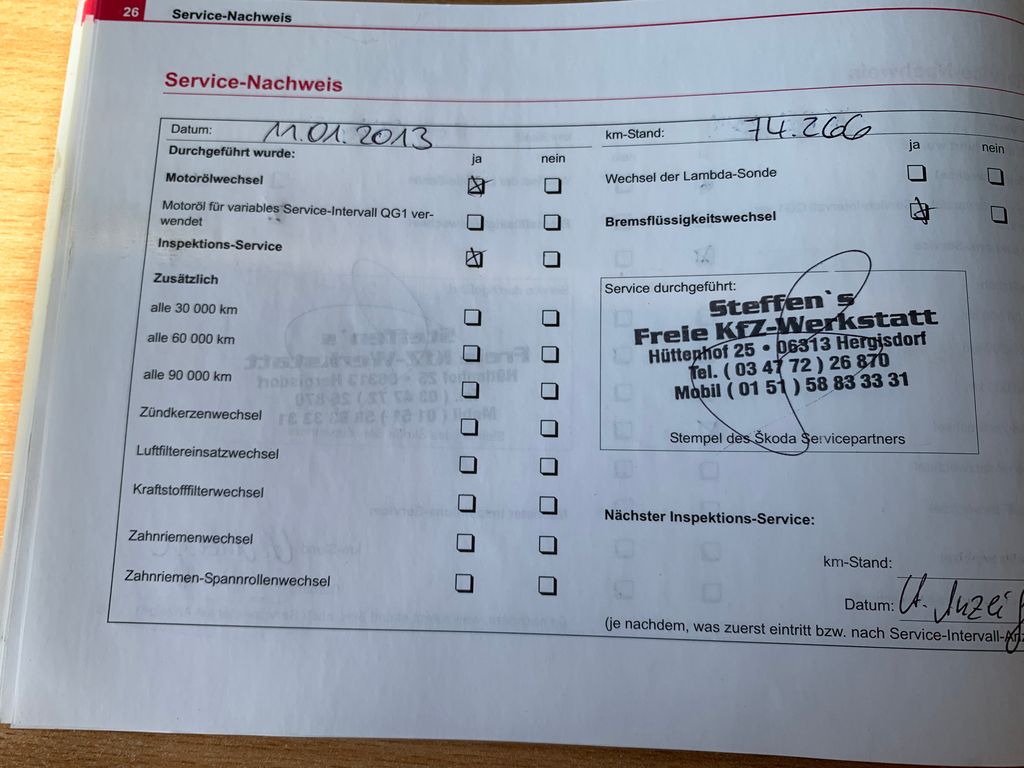 26 Service-Nachweis
Service-Nachweis
Datum: 11.01.2013
km-Stand: 74.266
Durchgeführt wurde: ja nein
Motorölwechsel
Motoröl für variables Service-Intervall QG1 ver-
wendet
Inspektions-Service
Zusätzlich
alle 30 000 km
alle 60 000 km
alle 90 000 km
Zündkerzenwechsel
Luftfiltereinsatzwechsel
Kraftstofffilterwechsel
Zahnriemenwechsel
Zahnriemen-Spannrollenwechsel
ja nein
Wechsel der Lambda-Sonde
Bremsflüssigkeitswechsel
Service durchgeführt:
Steffen`s
Freie KfZ-Werkstatt
Hüttenhof 25 • 06313 Hergisdorf
Tel. ( 03 47 72 ) 26 870
Mobil ( 01 51 ) 58 83 33 31
Stempel des Škoda Servicepartners
Nächster Inspektions-Service:
km-Stand:
Datum:
(je nachdem, was zuerst eintritt bzw. nach Service-Intervall-Anz